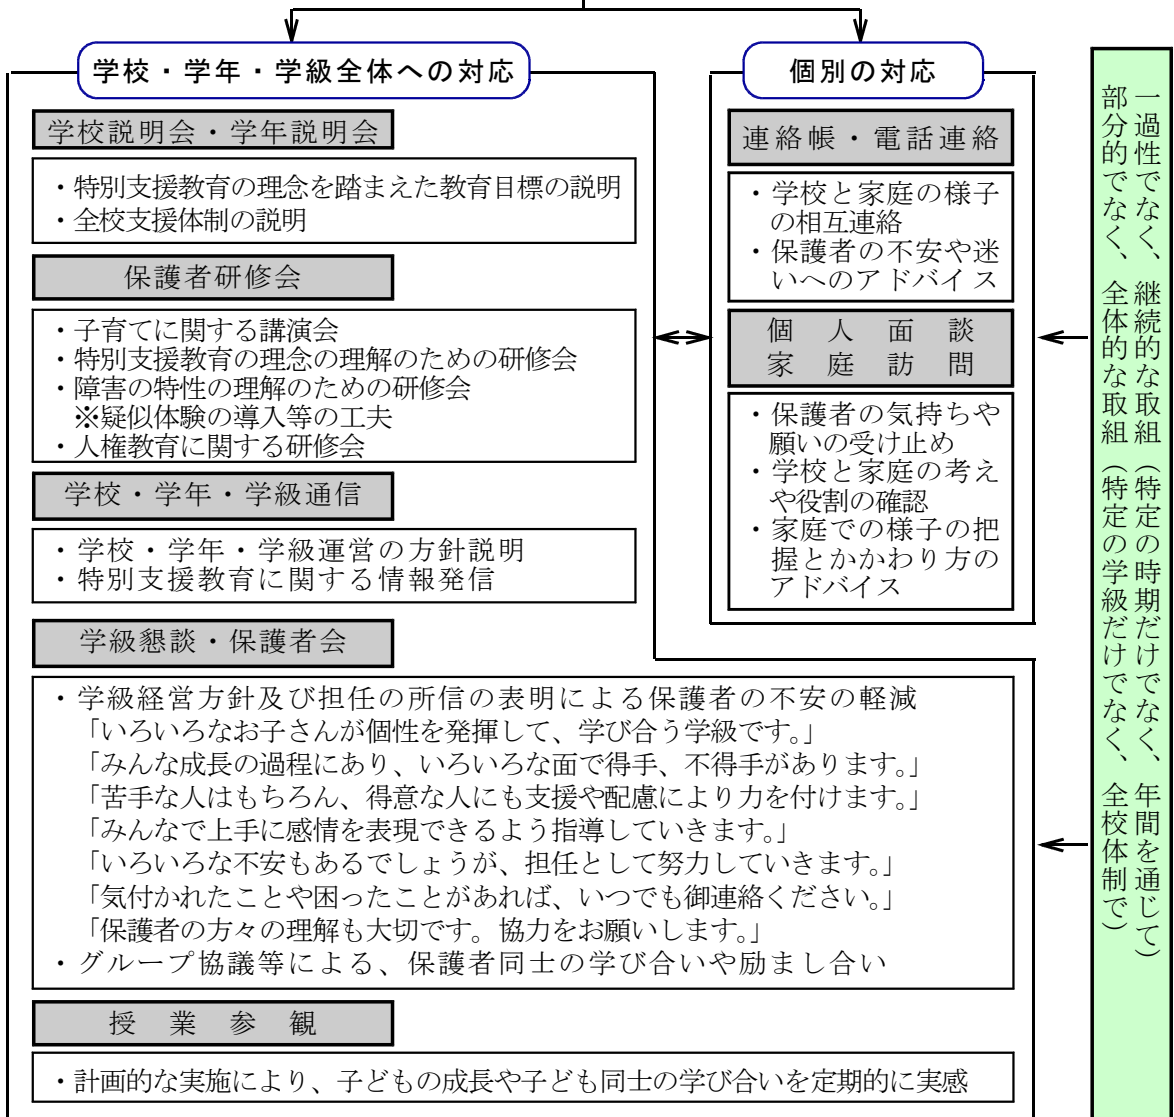 学校・学年・学級全体への対応
学校説明会・学年説明会
・特別支援教育の理念を踏まえた教育目標の説明
・全校支援体制の説明
保護者研修会
・子育てに関する講演会
・特別支援教育の理念の理解のための研修会
・障害の特性の理解のための研修会
※疑似体験の導入等の工夫
・人権教育に関する研修会
学校・学年・学級通信
・学校・学年・学級運営の方針説明
・特別支援教育に関する情報発信
学級懇談・保護者会
・学級経営方針及び担任の所信の表明による保護者の不安の軽減
「いろいろなお子さんが個性を発揮して、学び合う学級です。」
「みんな成長の過程にあり、いろいろな面で得手、不得手があります。」
「苦手な人はもちろん、得意な人にも支援や配慮により力を付けます。」
「みんなで上手に感情を表現できるよう指導していきます。」
「いろいろな不安もあるでしょうが、担任として努力していきます。」
「気付かれたことや困ったことがあれば、いつでも御連絡ください。」
「保護者の方々の理解も大切です。協力をお願いします。」
・グループ協議等による、保護者同士の学び合いや励まし合い
授業参観
・計画的な実施により、子どもの成長や子ども同士の学び合いを定期的に実感
個別の対応
連絡帳・電話連絡
・学校と家庭の様子
の相互連絡
・保護者の不安や迷
いへのアドバイス
個人面談
家庭訪問
・保護者の気持ちや
願いの受け止め
・学校と家庭の考え
や役割の確認
・家庭での様子の把
握とかかわり方の
アドバイス
一過性でなく、継続的な取組（特定の時期だけでなく、年間を通じて）
部分的でなく、全体的な取組（特定の学級だけでなく、全校体制で）